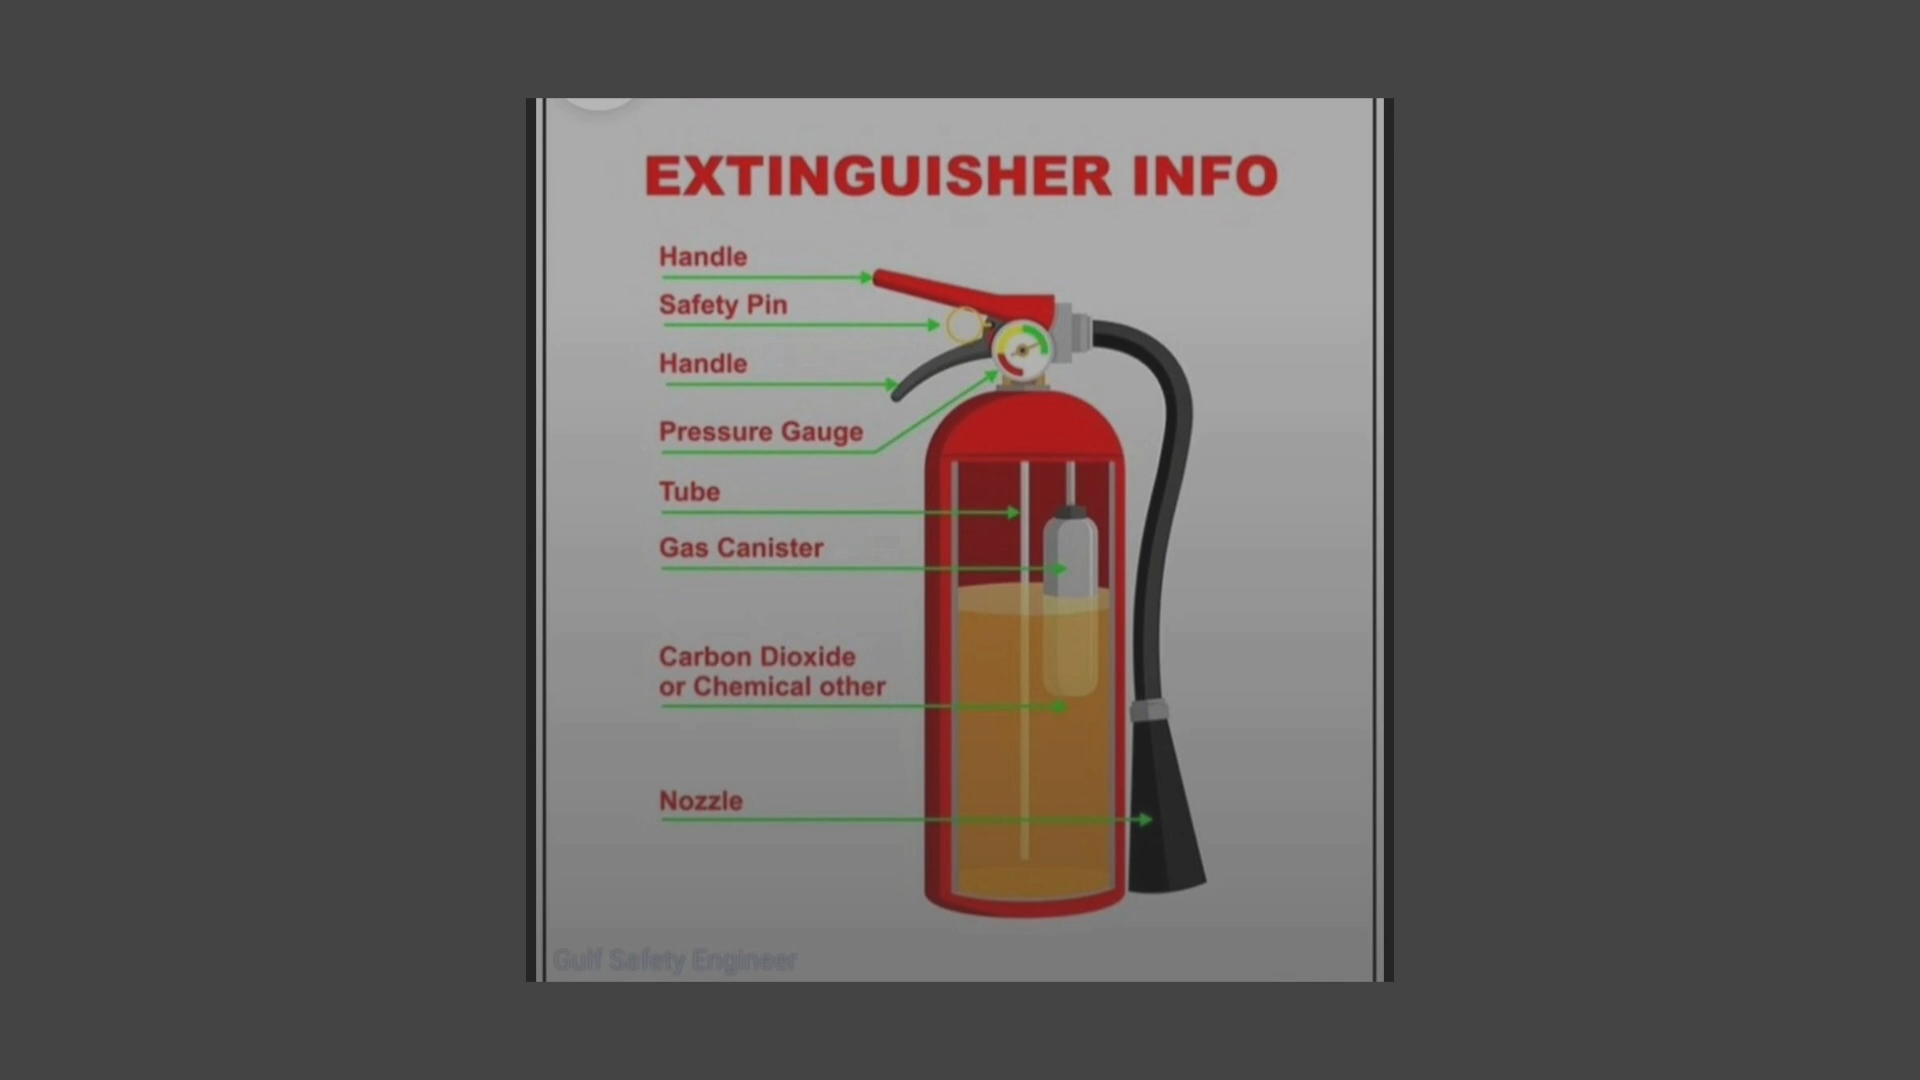 EXTINGUISHER INFO
Handle
Safety Pin
Handle
Pressure Gauge
Tube
Gas Canister
Carbon Dioxide
or Chemical other
Nozzle
Gulf Safety Engineer